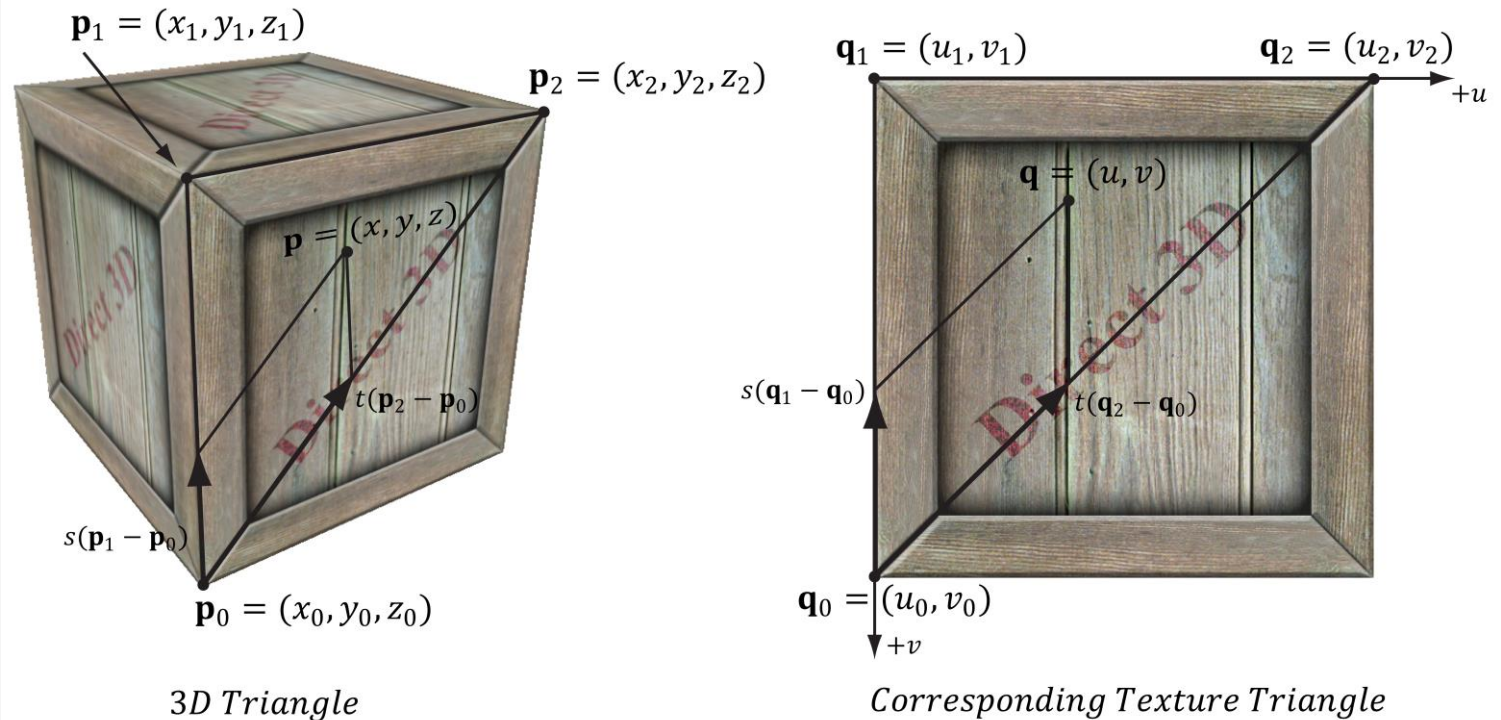 𝐩₁ = (x₁, y₁, z₁)
𝐩₂ = (x₂, y₂, z₂)
Direct 3D
𝐩 = (x, y, z)
Direct 3D
Direct 3D
t(𝐩₂ − 𝐩₀)
s(𝐩₁ − 𝐩₀)
𝐩₀ = (x₀, y₀, z₀)
3D Triangle
𝐪₁ = (u₁, v₁)
𝐪₂ = (u₂, v₂)
+u
𝐪 = (u, v)
Direct 3D
s(𝐪₁ − 𝐪₀)
t(𝐪₂ − 𝐪₀)
𝐪₀ = (u₀, v₀)
+v
Corresponding Texture Triangle